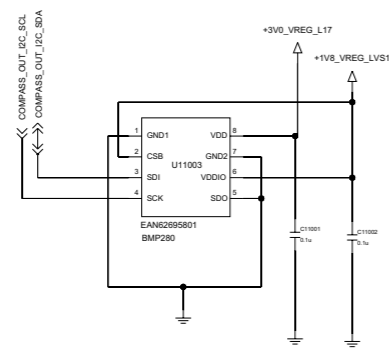 +3V0_VREG_L17
+1V8_VREG_LVS1
COMPASS_OUT_I2C_SCL
COMPASS_OUT_I2C_SDA
1 GND1 VDD 8
2 CSB GND2 7
3 SDI VDDIO 6
4 SCK SDO 5
U11003
EAN62695801
BMP280
C11001
0.1u
C11002
0.1u